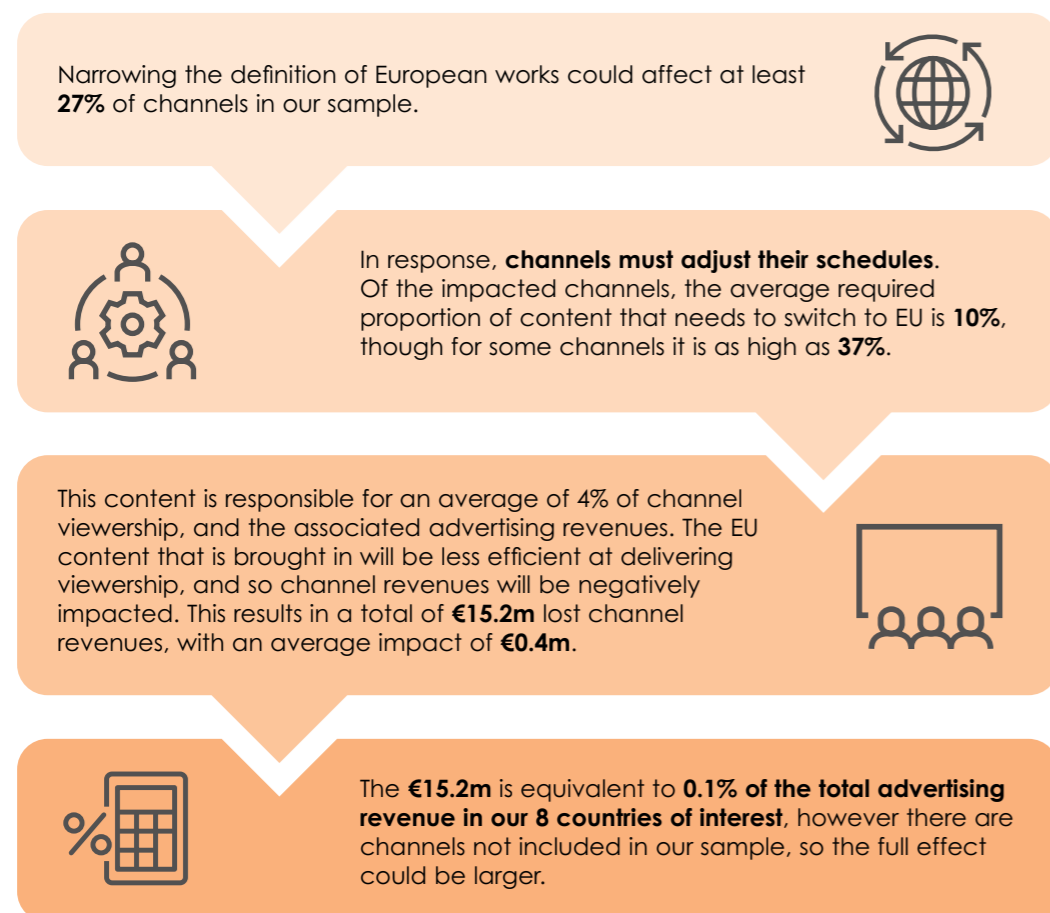 Narrowing the definition of European works could affect at least
27% of channels in our sample.
In response, channels must adjust their schedules.
Of the impacted channels, the average required
proportion of content that needs to switch to EU is 10%,
though for some channels it is as high as 37%.
This content is responsible for an average of 4% of channel
viewership, and the associated advertising revenues. The EU
content that is brought in will be less efficient at delivering
viewership, and so channel revenues will be negatively
impacted. This results in a total of €15.2m lost channel
revenues, with an average impact of €0.4m.
The €15.2m is equivalent to 0.1% of the total advertising
revenue in our 8 countries of interest, however there are
channels not included in our sample, so the full effect
could be larger.